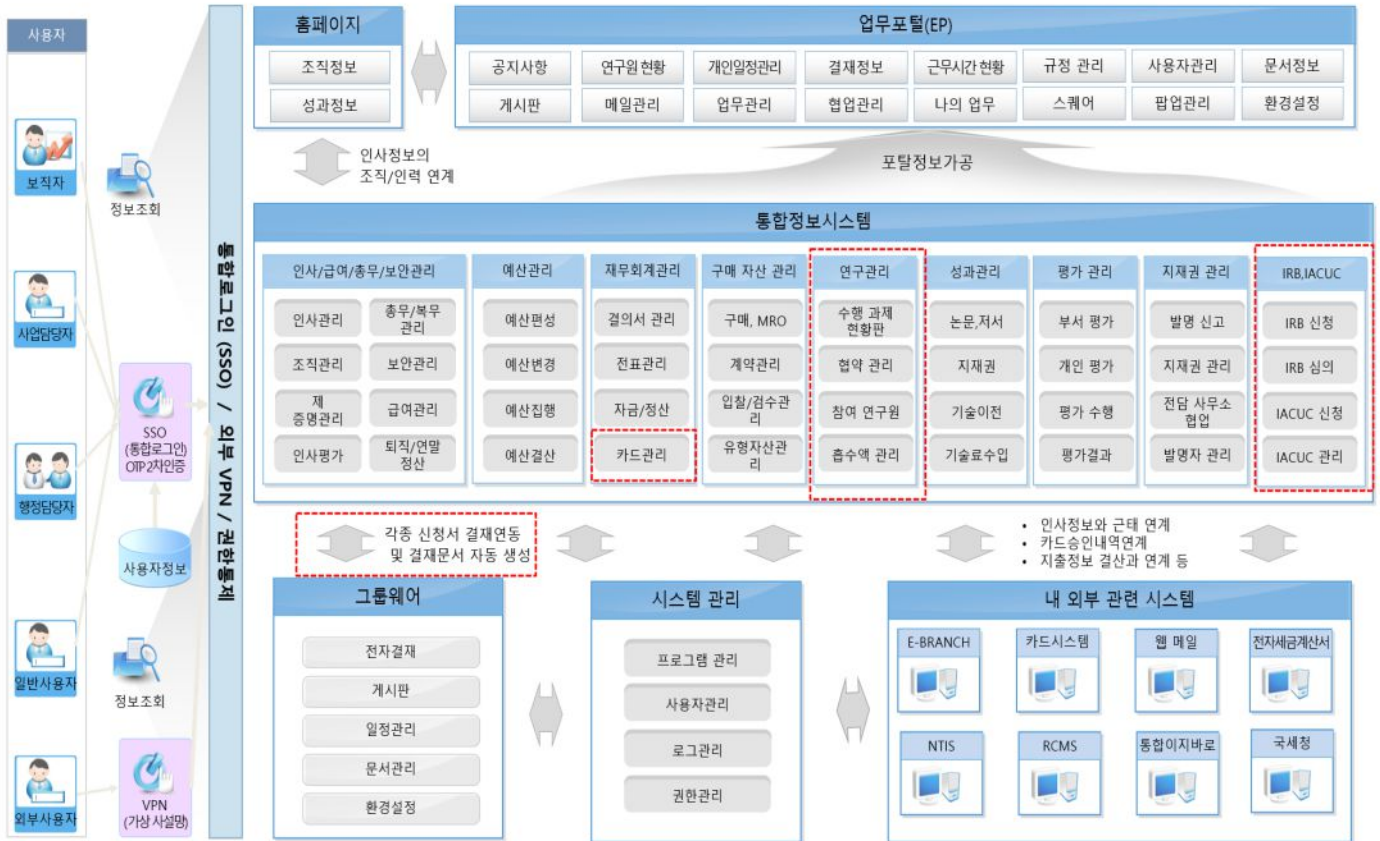 사용자
보직자
사업담당자
행정담당자
일반사용자
외부사용자
정보조회
SSO
(통합로그인)
OTP 2차인증
사용자정보
정보조회
VPN
(가상 사설망)
통합로그인 (SSO) / 외부 VPN / 권한통제
홈페이지
조직정보
성과정보
업무포털(EP)
공지사항
연구원 현황
개인일정관리
결재정보
근무시간 현황
규정 관리
사용자관리
문서정보
게시판
메일관리
업무관리
협업관리
나의 업무
스퀘어
팝업관리
환경설정
인사정보의
조직/인력 연계
포탈정보가공
통합정보시스템
인사/급여/총무/보안관리
인사관리
총무/복무
관리
조직관리
보안관리
제
증명관리
급여관리
인사평가
퇴직/연말
정산
예산관리
예산편성
예산변경
예산집행
예산결산
재무회계관리
결의서 관리
전표관리
자금/정산
카드관리
구매 자산 관리
구매, MRO
계약관리
입찰/검수관
리
유형자산관
리
연구관리
수행 과제
현황판
협약 관리
참여 연구원
흡수액 관리
성과관리
논문,저서
지재권
기술이전
기술료수입
평가 관리
부서 평가
개인 평가
평가 수행
평가결과
지재권 관리
발명 신고
지재권 관리
전담 사무소
협업
발명자 관리
IRB,IACUC
IRB 신청
IRB 심의
IACUC 신청
IACUC 관리
각종 신청서 결재연동
및 결재문서 자동 생성
• 인사정보와 근태 연계
• 카드승인내역연계
• 지출정보 결산과 연계 등
그룹웨어
전자결재
게시판
일정관리
문서관리
환경설정
시스템 관리
프로그램 관리
사용자관리
로그관리
권한관리
내 외부 관련 시스템
E-BRANCH
카드시스템
웹 메일
전자세금계산서
NTIS
RCMS
통합이지바로
국세청